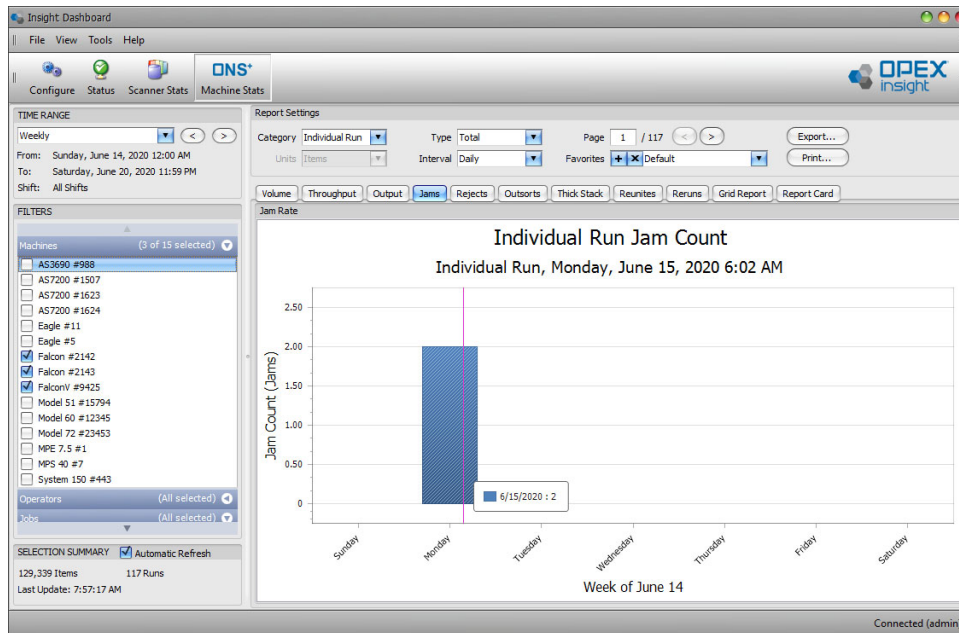 Insight Dashboard
File View Tools Help
Configure Status Scanner Stats ONS+ Machine Stats
OPEX insight
TIME RANGE
Weekly < >
From: Sunday, June 14, 2020 12:00 AM
To: Saturday, June 20, 2020 11:59 PM
Shift: All Shifts
FILTERS
Machines (3 of 15 selected)
AS3690 #988
AS7200 #1507
AS7200 #1623
AS7200 #1624
Eagle #11
Eagle #5
Falcon #2142
Falcon #2143
FalconV #9425
Model 51 #15794
Model 60 #12345
Model 72 #23453
MPE 7.5 #1
MPS 40 #7
System 150 #443
Operators (All selected)
Jobs (All selected)
SELECTION SUMMARY Automatic Refresh
129,339 Items 117 Runs
Last Update: 7:57:17 AM
Report Settings
Category Individual Run Type Total Page 1 / 117 < > Export...
Units Items Interval Daily Favorites + x Default Print...
Volume Throughput Output Jams Rejects Outsorts Thick Stack Reunites Reruns Grid Report Report Card
Jam Rate
Individual Run Jam Count
Individual Run, Monday, June 15, 2020 6:02 AM
Jam Count (Jams)
2.50
2.00
1.50
1.00
0.50
0
6/15/2020 : 2
Sunday Monday Tuesday Wednesday Thursday Friday Saturday
Week of June 14
Connected (admin